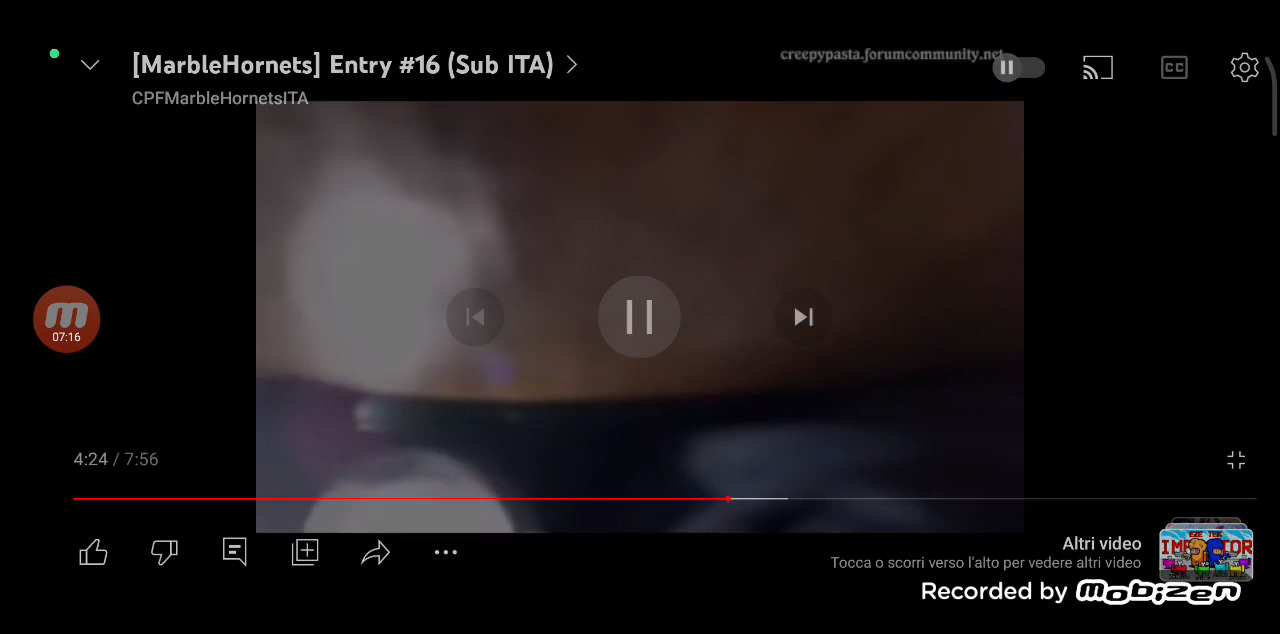 [MarbleHornets] Entry #16 (Sub ITA)
creepypasta.forumcommunity.net
CC
CPFMarbleHornetsITA
m
07:16
4:24 / 7:56
Altri video
Tocca o scorri verso l'alto per vedere altri video
Recorded by mobizen